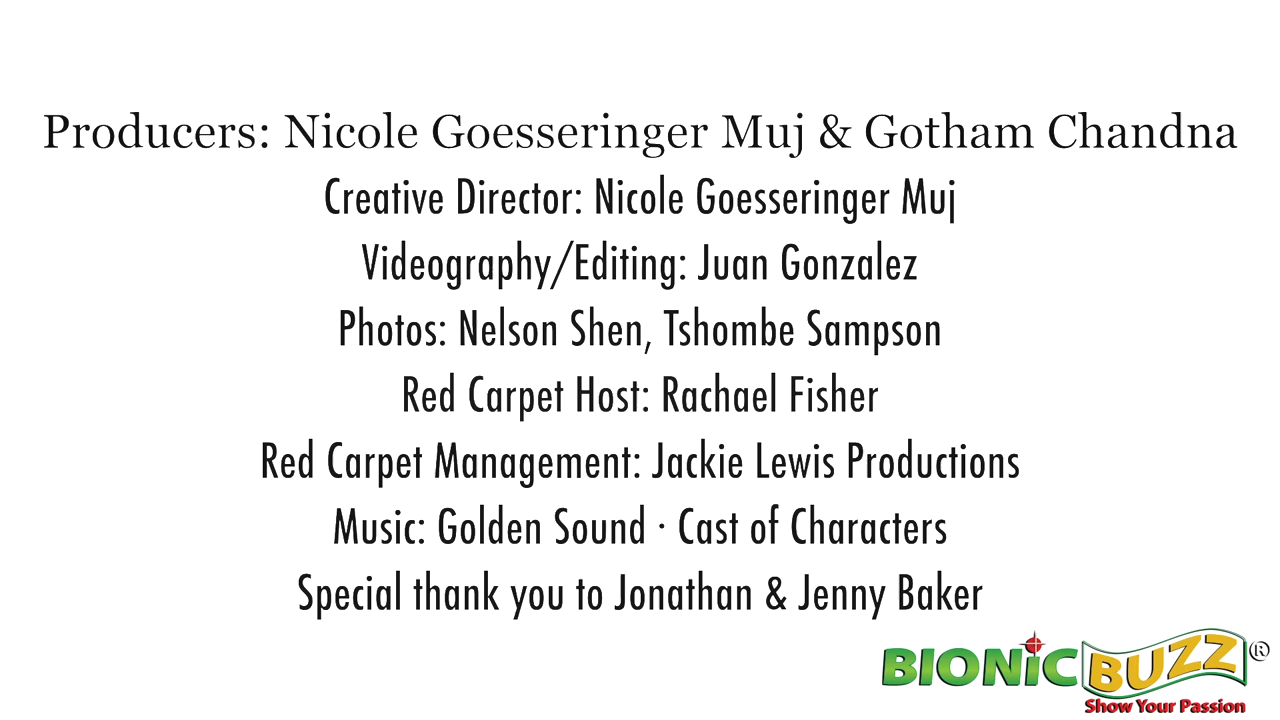 Producers: Nicole Goesseringer Muj & Gotham Chandna
Creative Director: Nicole Goesseringer Muj
Videography/Editing: Juan Gonzalez
Photos: Nelson Shen, Tshombe Sampson
Red Carpet Host: Rachael Fisher
Red Carpet Management: Jackie Lewis Productions
Music: Golden Sound · Cast of Characters
Special thank you to Jonathan & Jenny Baker
BIONIC BUZZ ®
Show Your Passion